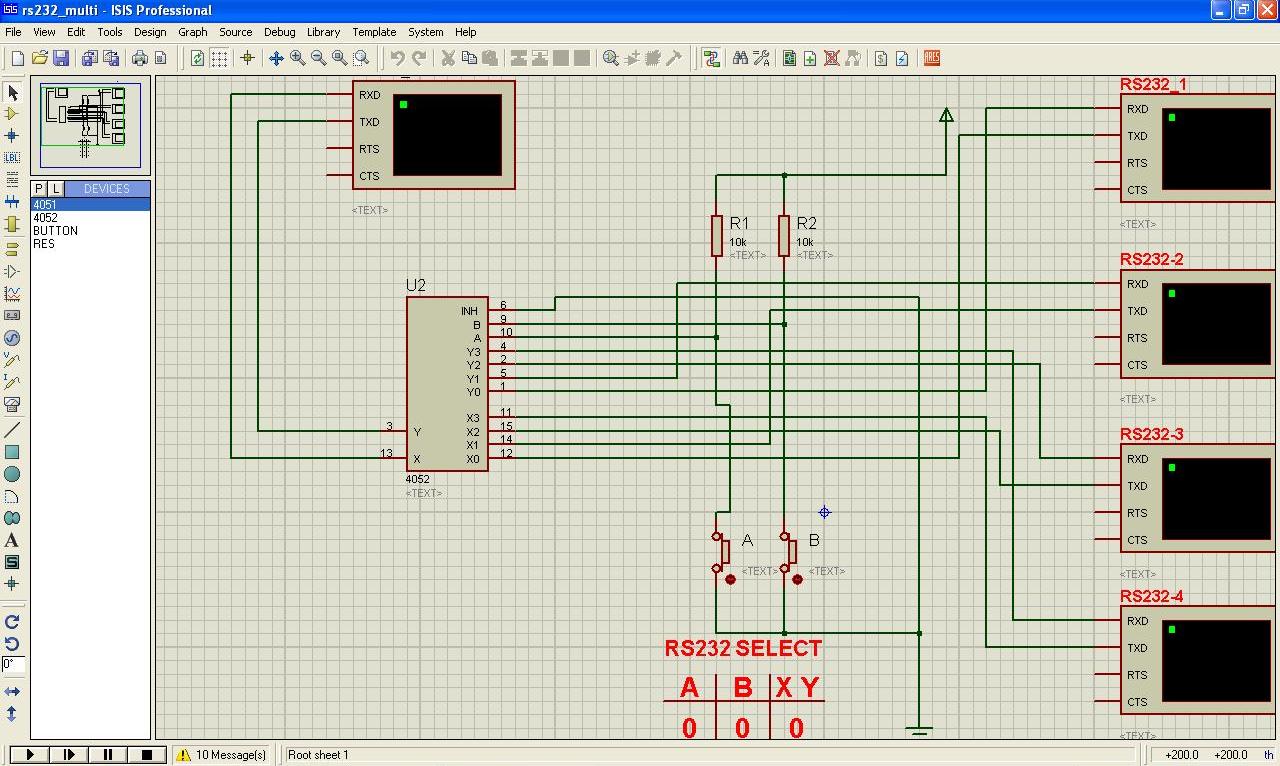 rs232_multi - ISIS Professional
File View Edit Tools Design Graph Source Debug Library Template System Help
P L DEVICES
4051
4052
BUTTON
RES
LBL
A
S
0°
ARES
RXD
TXD
RTS
CTS
<TEXT>
U2
INH 6
B 9
A 10
Y3 4
Y2 2
Y1 5
Y0 1
X3 11
X2 15
X1 14
X0 12
3 Y
13 X
4052
<TEXT>
R1
10k
<TEXT>
R2
10k
<TEXT>
A
<TEXT>
B
<TEXT>
RS232 SELECT
A B X Y
0 0 0
RS232_1
RXD
TXD
RTS
CTS
<TEXT>
RS232-2
RXD
TXD
RTS
CTS
<TEXT>
RS232-3
RXD
TXD
RTS
CTS
<TEXT>
RS232-4
RXD
TXD
RTS
CTS
<TEXT>
10 Message(s) Root sheet 1 +200.0 +200.0 th